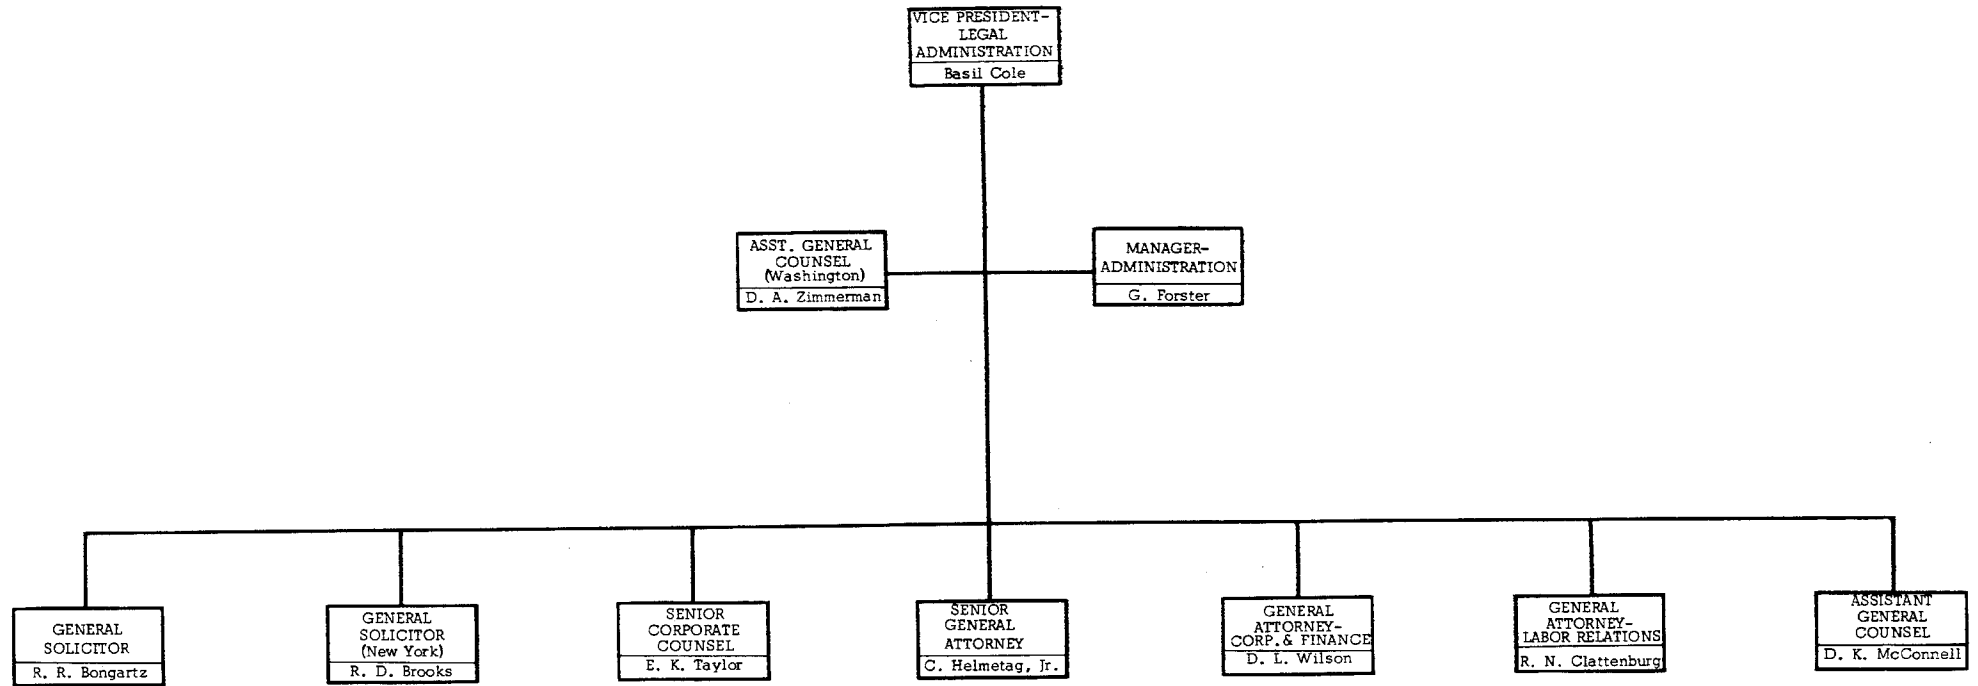 VICE PRESIDENT-
LEGAL
ADMINISTRATION
Basil Cole
ASST. GENERAL
COUNSEL
(Washington)
D. A. Zimmerman
MANAGER-
ADMINISTRATION
G. Forster
GENERAL
SOLICITOR
R. R. Bongartz
GENERAL
SOLICITOR
(New York)
R. D. Brooks
SENIOR
CORPORATE
COUNSEL
E. K. Taylor
SENIOR
GENERAL
ATTORNEY
C. Helmetag, Jr.
GENERAL
ATTORNEY-
CORP. & FINANCE
D. L. Wilson
GENERAL
ATTORNEY-
LABOR RELATIONS
R. N. Clattenburg
ASSISTANT
GENERAL
COUNSEL
D. K. McConnell